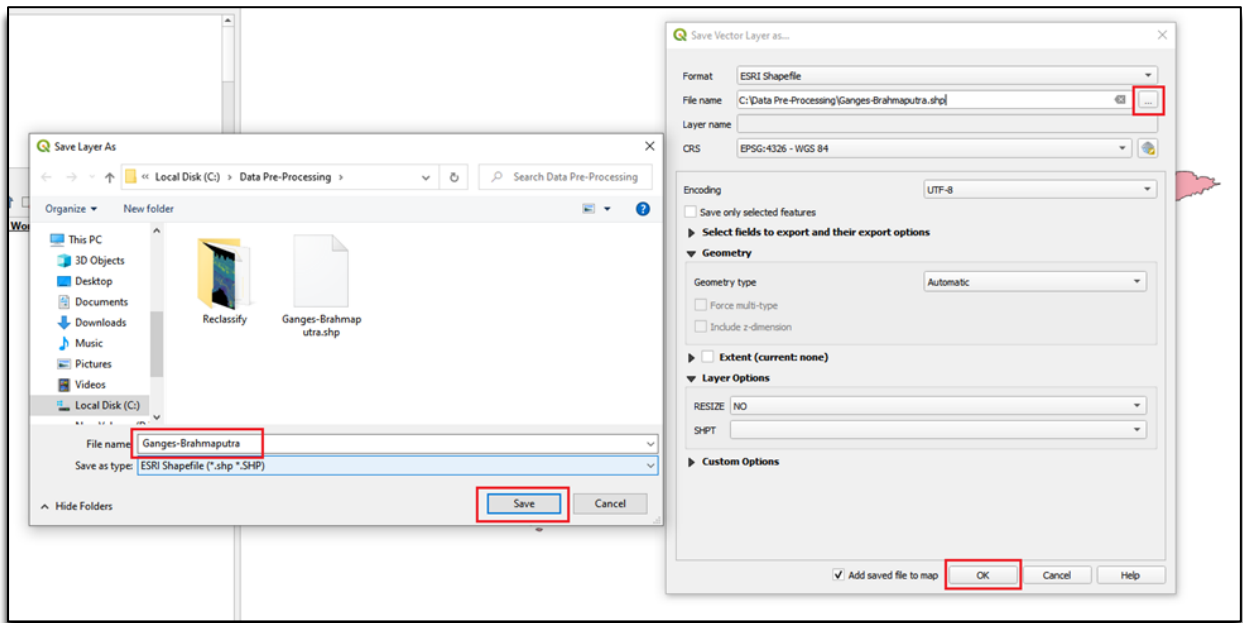 Save Layer As
Local Disk (C:) > Data Pre-Processing >
Search Data Pre-Processing
Organize
New folder
This PC
3D Objects
Desktop
Documents
Downloads
Music
Pictures
Videos
Local Disk (C:)
Reclassify
Ganges-Brahmap
utra.shp
File name: Ganges-Brahmaputra
Save as type: ESRI Shapefile (*.shp *.SHP)
Hide Folders
Save
Cancel
Save Vector Layer as...
Format ESRI Shapefile
File name C:\Data Pre-Processing\Ganges-Brahmaputra.shp
...
Layer name
CRS EPSG:4326 - WGS 84
Encoding UTF-8
Save only selected features
Select fields to export and their export options
Geometry
Geometry type Automatic
Force multi-type
Include z-dimension
Extent (current: none)
Layer Options
RESIZE NO
SHPT
Custom Options
Add saved file to map
OK
Cancel
Help